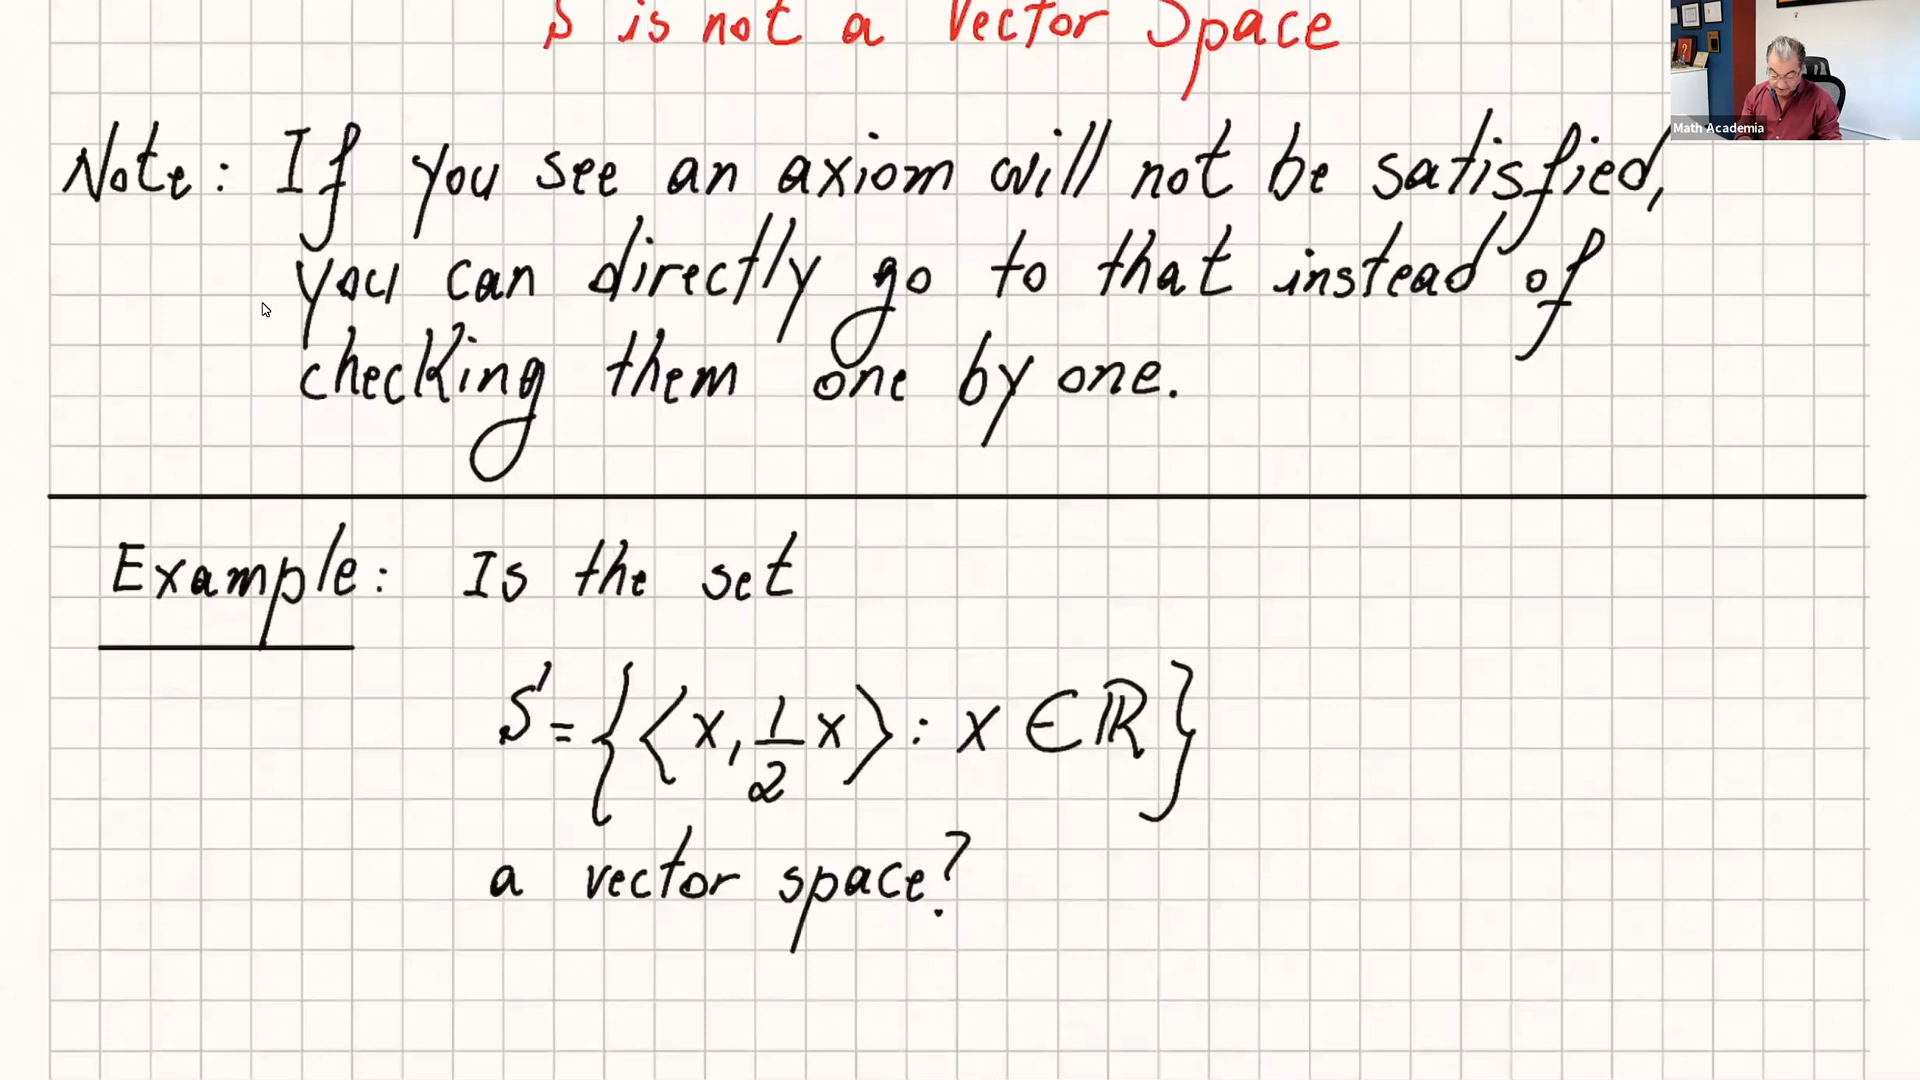 S is not a Vector Space
Math Academia
Note: If you see an axiom will not be satisfied,
you can directly go to that instead of
checking them one by one.
Example: Is the set
S = {⟨x, 1/2 x⟩ : x ∈ ℝ}
a vector space?